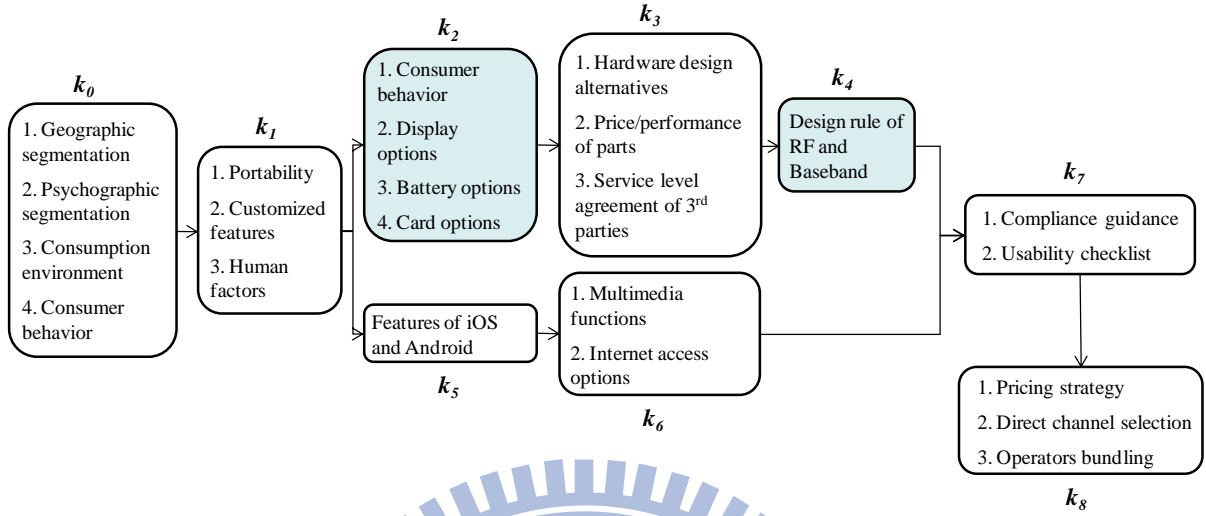 k0
1. Geographic
segmentation
2. Psychographic
segmentation
3. Consumption
environment
4. Consumer
behavior
k1
1. Portability
2. Customized
features
3. Human
factors
k2
1. Consumer
behavior
2. Display
options
3. Battery options
4. Card options
k3
1. Hardware design
alternatives
2. Price/performance
of parts
3. Service level
agreement of 3rd
parties
k4
Design rule of
RF and
Baseband
Features of iOS
and Android
k5
1. Multimedia
functions
2. Internet access
options
k6
k7
1. Compliance guidance
2. Usability checklist
1. Pricing strategy
2. Direct channel selection
3. Operators bundling
k8